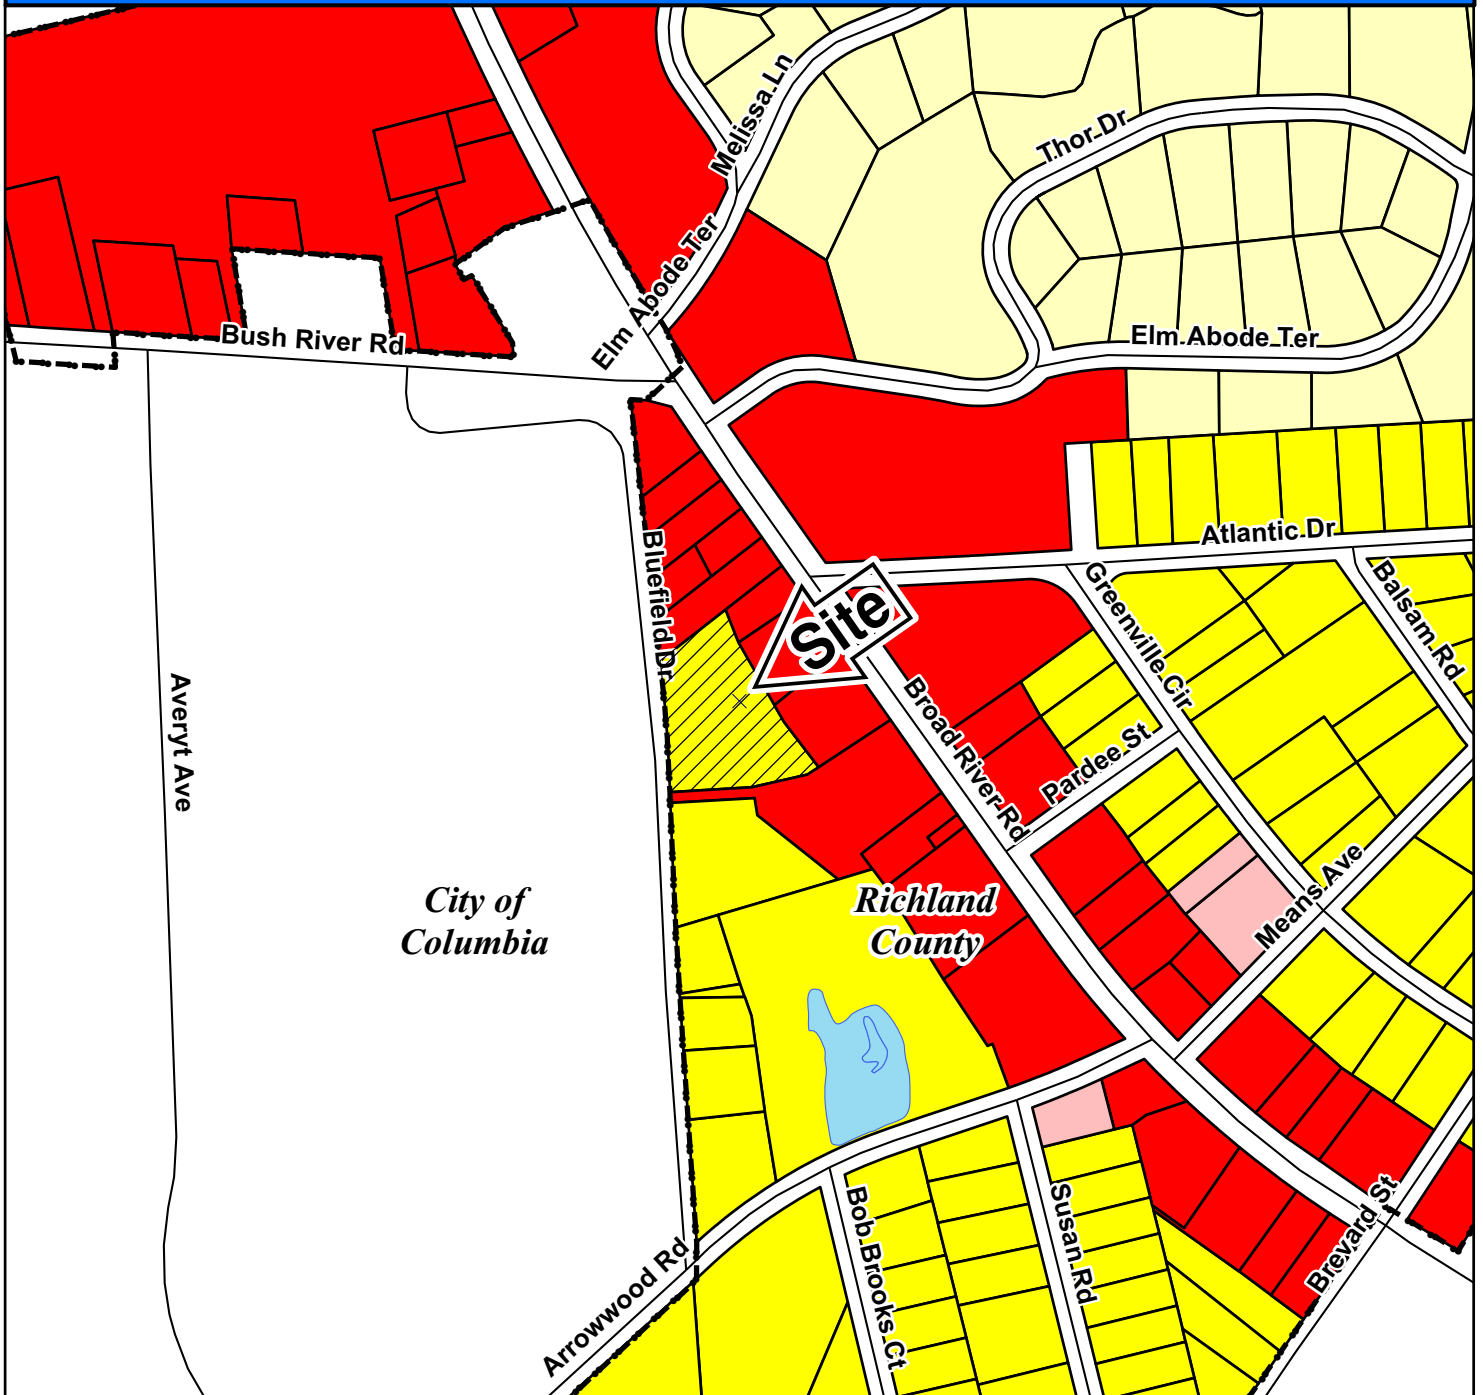 Melissa Ln
Thor Dr
Elm Abode Ter
Bush River Rd
Elm Abode Ter
Atlantic Dr
Bluefield Dr
Site
Greenville Cir
Balsam Rd
Averyt Ave
Broad River Rd
Pardee St
City of
Columbia
Richland
County
Means Ave
Bob Brooks Ct
Susan Rd
Brevard St
Arrowwood Rd